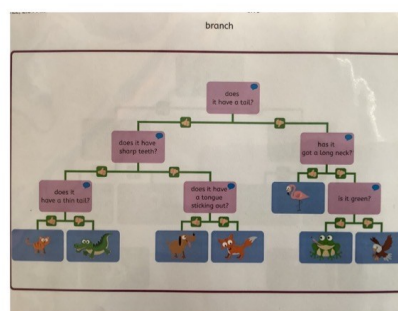 branch
does
it have a tail?
does it have
sharp teeth?
has it
got a long neck?
does it
have a thin tail?
does it have
a tongue
sticking out?
is it green?